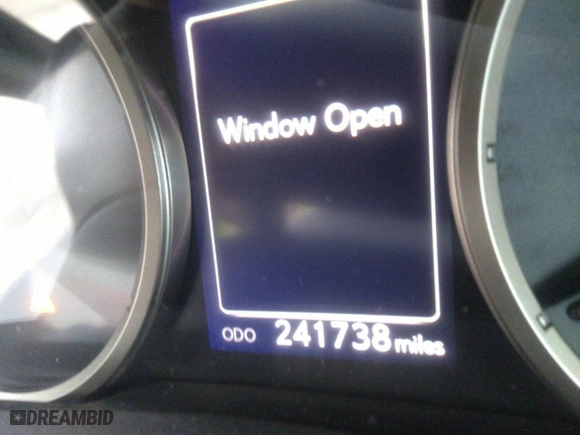 Window Open
ODO 241738 miles
DREAMBID